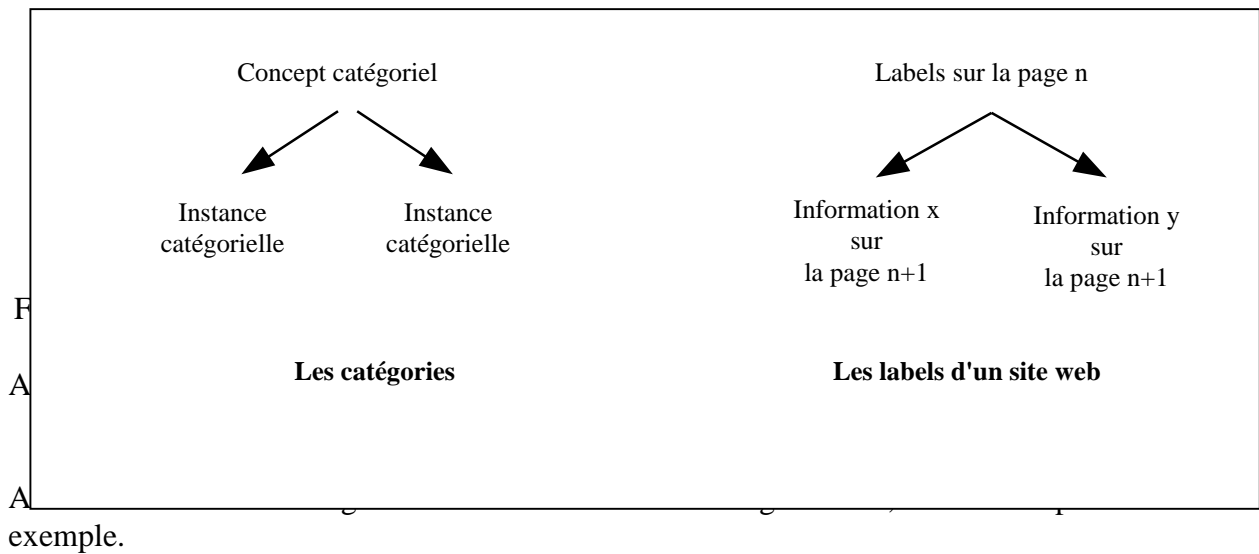 Concept catégoriel
Instance
catégorielle
Instance
catégorielle
Les catégories
Labels sur la page n
Information x
sur
la page n+1
Information y
sur
la page n+1
Les labels d'un site web
F
A
A
exemple.